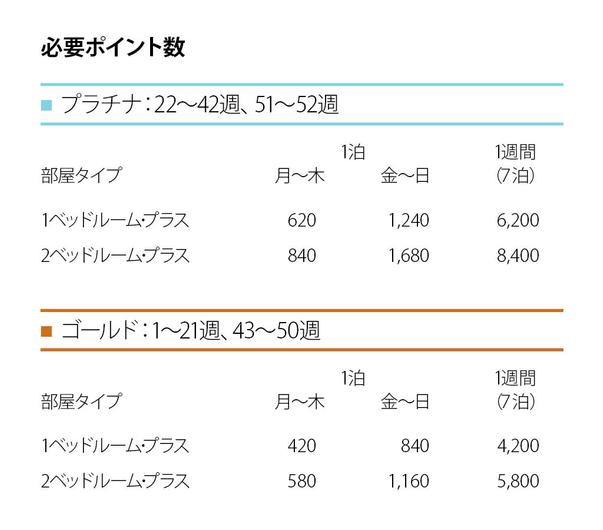 必要ポイント数
■ プラチナ：22～42週、51～52週
1泊 1週間
部屋タイプ 月～木 金～日 （7泊）
1ベッドルーム・プラス 620 1,240 6,200
2ベッドルーム・プラス 840 1,680 8,400
■ ゴールド：1～21週、43～50週
1泊 1週間
部屋タイプ 月～木 金～日 （7泊）
1ベッドルーム・プラス 420 840 4,200
2ベッドルーム・プラス 580 1,160 5,800